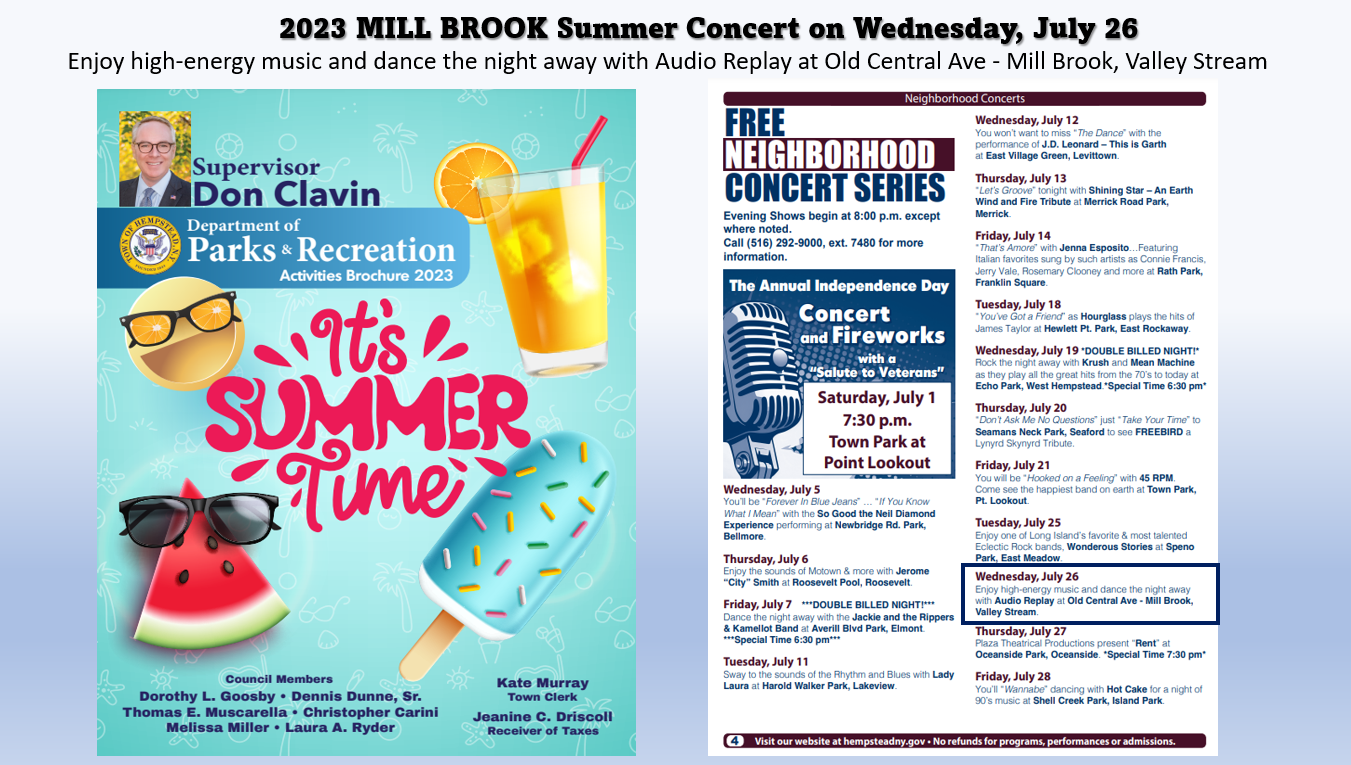 2023 MILL BROOK Summer Concert on Wednesday, July 26
Enjoy high-energy music and dance the night away with Audio Replay at Old Central Ave - Mill Brook, Valley Stream
Supervisor
Don Clavin
TOWN OF HEMPSTEAD, N.Y.
Department of
Parks & Recreation
Activities Brochure 2023
It's
SUMMER
Time
Council Members
Dorothy L. Goosby • Dennis Dunne, Sr.
Thomas E. Muscarella • Christopher Carini
Melissa Miller • Laura A. Ryder
Kate Murray
Town Clerk
Jeanine C. Driscoll
Receiver of Taxes
Neighborhood Concerts
FREE
NEIGHBORHOOD
CONCERT SERIES
Evening Shows begin at 8:00 p.m. except
where noted.
Call (516) 292-9000, ext. 7480 for more
information.
The Annual Independence Day
Concert
and Fireworks
with a
“Salute to Veterans”
Saturday, July 1
7:30 p.m.
Town Park at
Point Lookout
Wednesday, July 5
You'll be “Forever In Blue Jeans” … “If You Know
What I Mean” with the So Good the Neil Diamond
Experience performing at Newbridge Rd. Park,
Bellmore.
Thursday, July 6
Enjoy the sounds of Motown & more with Jerome
“City” Smith at Roosevelt Pool, Roosevelt.
Friday, July 7 ***DOUBLE BILLED NIGHT!***
Dance the night away with the Jackie and the Rippers
& Kamellot Band at Averill Blvd Park, Elmont.
***Special Time 6:30 pm***
Tuesday, July 11
Sway to the sounds of the Rhythm and Blues with Lady
Laura at Harold Walker Park, Lakeview.
Wednesday, July 12
You won't want to miss “The Dance” with the
performance of J.D. Leonard – This is Garth
at East Village Green, Levittown.
Thursday, July 13
“Let's Groove” tonight with Shining Star – An Earth
Wind and Fire Tribute at Merrick Road Park,
Merrick.
Friday, July 14
“That's Amore” with Jenna Esposito…Featuring
Italian favorites sung by such artists as Connie Francis,
Jerry Vale, Rosemary Clooney and more at Rath Park,
Franklin Square.
Tuesday, July 18
“You've Got a Friend” as Hourglass plays the hits of
James Taylor at Hewlett Pt. Park, East Rockaway.
Wednesday, July 19 *DOUBLE BILLED NIGHT!*
Rock the night away with Krush and Mean Machine
as they play all the great hits from the 70's to today at
Echo Park, West Hempstead *Special Time 6:30 pm*
Thursday, July 20
“Don't Ask Me No Questions” just “Take Your Time” to
Seamans Neck Park, Seaford to see FREEBIRD a
Lynyrd Skynyrd Tribute.
Friday, July 21
You will be “Hooked on a Feeling” with 45 RPM.
Come see the happiest band on earth at Town Park,
Pt. Lookout.
Tuesday, July 25
Enjoy one of Long Island's favorite & most talented
Eclectic Rock bands, Wonderous Stories at Speno
Park, East Meadow.
Wednesday, July 26
Enjoy high-energy music and dance the night away
with Audio Replay at Old Central Ave - Mill Brook,
Valley Stream.
Thursday, July 27
Plaza Theatrical Productions present “Rent” at
Oceanside Park, Oceanside. *Special Time 7:30 pm*
Friday, July 28
You'll “Wannabe” dancing with Hot Cake for a night of
90's music at Shell Creek Park, Island Park.
4 Visit our website at hempsteadny.gov • No refunds for programs, performances or admissions.